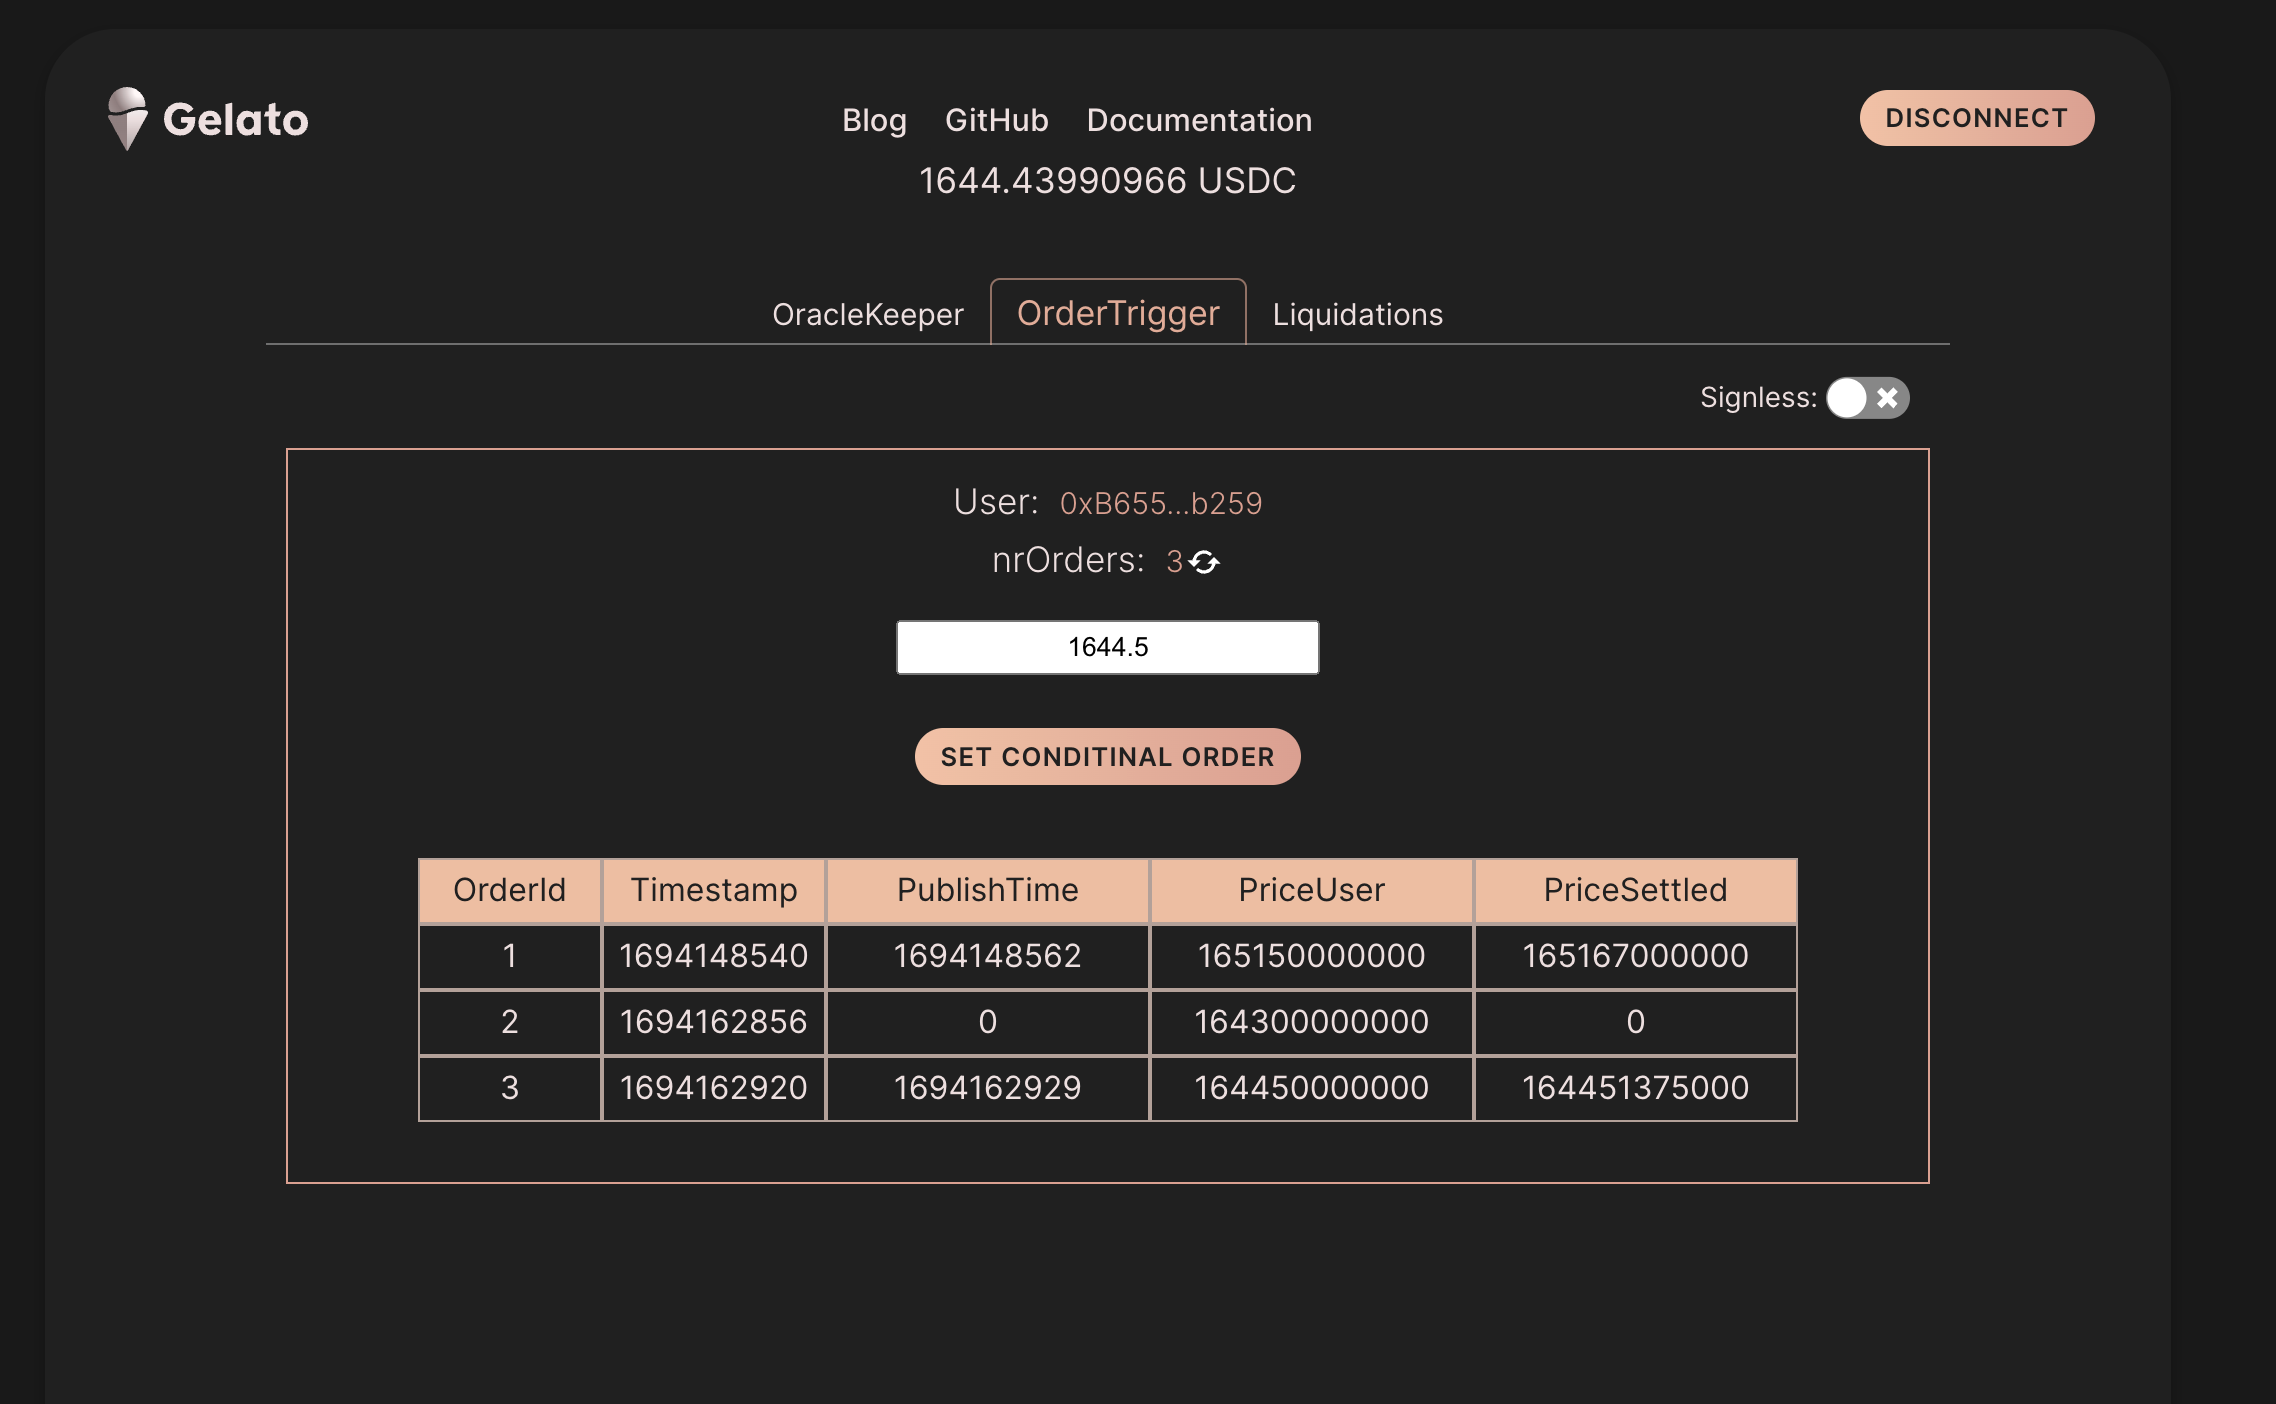 Gelato
Blog GitHub Documentation
DISCONNECT
1644.43990966 USDC
OracleKeeper OrderTrigger Liquidations
Signless:
User: 0xB655...b259
nrOrders: 3
1644.5
SET CONDITINAL ORDER
OrderId Timestamp PublishTime PriceUser PriceSettled
1 1694148540 1694148562 165150000000 165167000000
2 1694162856 0 164300000000 0
3 1694162920 1694162929 164450000000 164451375000